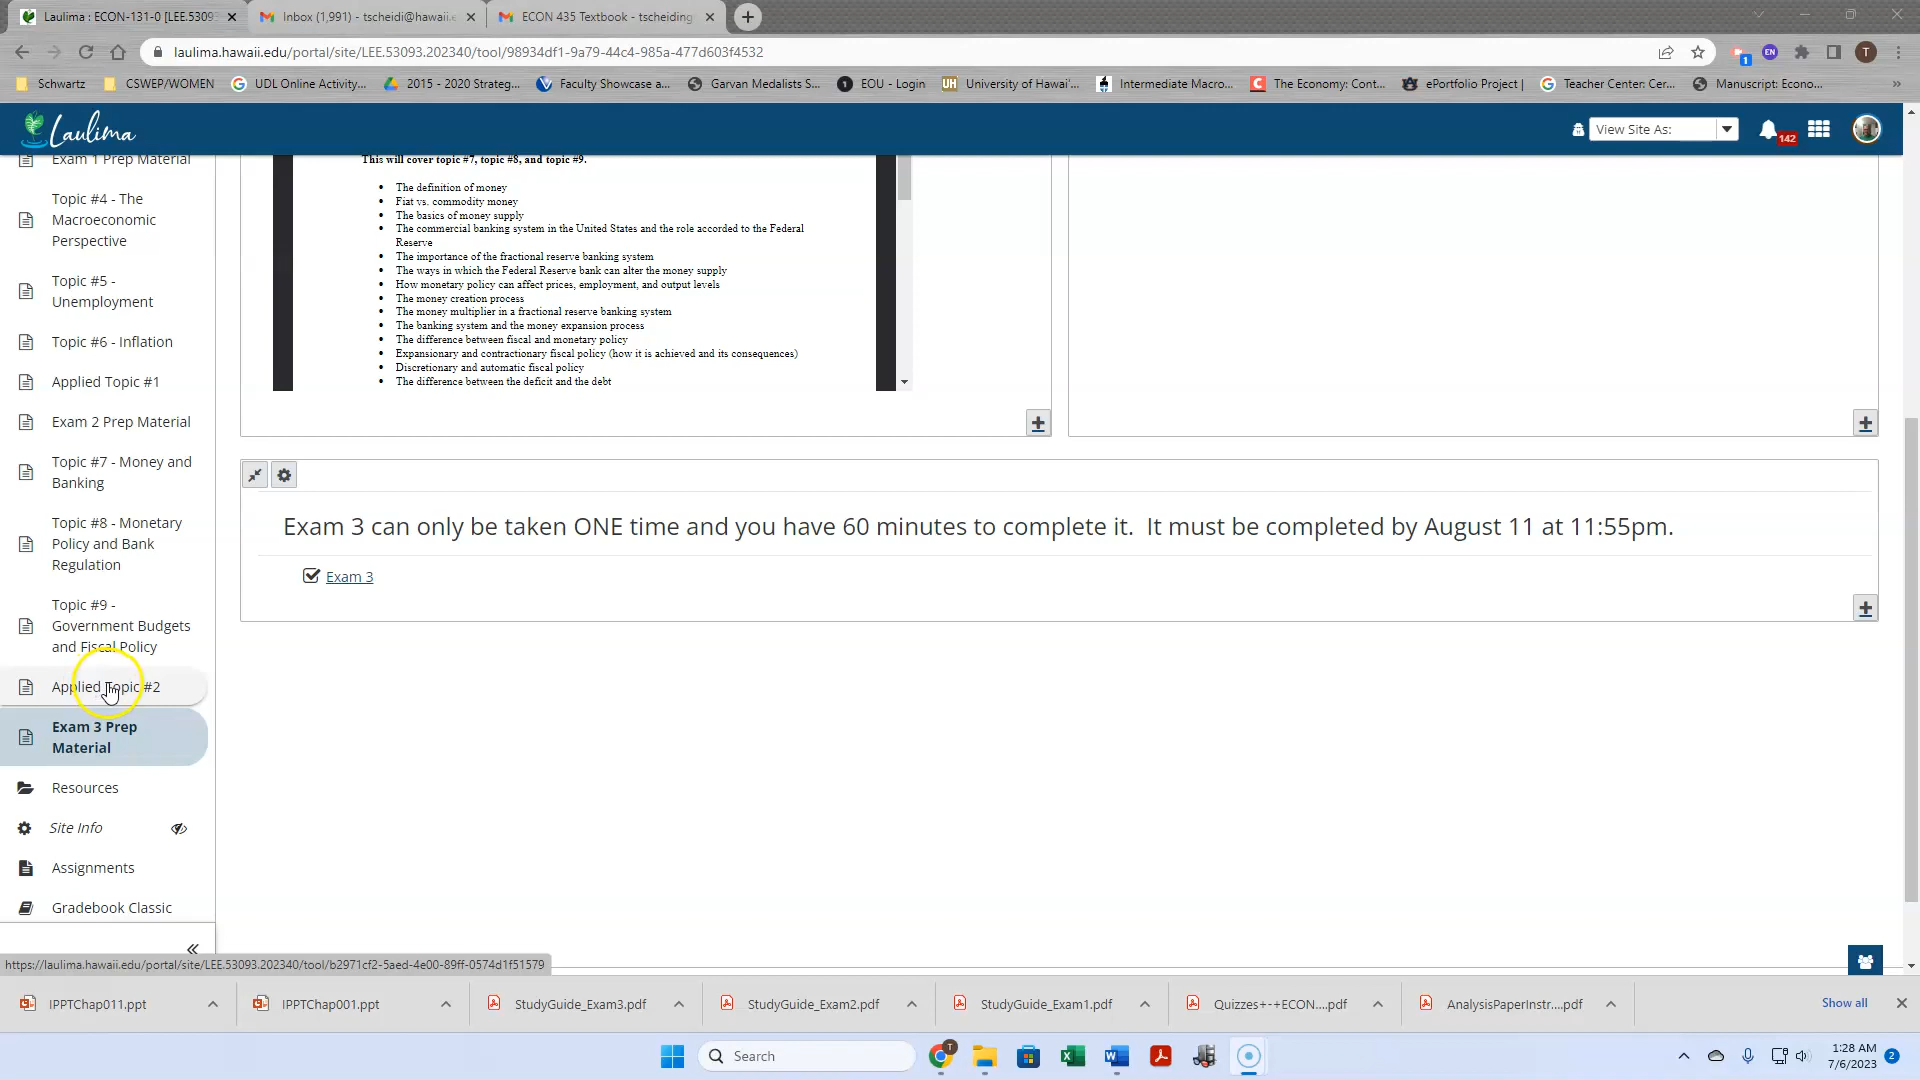 Laulima : ECON-131-0 [LEE.5309
Inbox (1,991) - tscheidi@hawaii.e
ECON 435 Textbook - tscheiding
laulima.hawaii.edu/portal/site/LEE.53093.202340/tool/98934df1-9a79-44c4-985a-477d603f4532
EN
1
T
Schwartz
CSWEP/WOMEN
UDL Online Activity...
2015 - 2020 Strateg...
Faculty Showcase a...
Garvan Medalists S...
EOU - Login
University of Hawai'...
Intermediate Macro...
The Economy: Cont...
ePortfolio Project |
Teacher Center: Cer...
Manuscript: Econo...
Laulima
View Site As:
142
Exam 1 Prep Material
Topic #4 - The
Macroeconomic
Perspective
Topic #5 -
Unemployment
Topic #6 - Inflation
Applied Topic #1
Exam 2 Prep Material
Topic #7 - Money and
Banking
Topic #8 - Monetary
Policy and Bank
Regulation
Topic #9 -
Government Budgets
and Fiscal Policy
Applied Topic #2
Exam 3 Prep
Material
Resources
Site Info
Assignments
Gradebook Classic
This will cover topic #7, topic #8, and topic #9.
• The definition of money
• Fiat vs. commodity money
• The basics of money supply
• The commercial banking system in the United States and the role accorded to the Federal
Reserve
• The importance of the fractional reserve banking system
• The ways in which the Federal Reserve bank can alter the money supply
• How monetary policy can affect prices, employment, and output levels
• The money creation process
• The money multiplier in a fractional reserve banking system
• The banking system and the money expansion process
• The difference between fiscal and monetary policy
• Expansionary and contractionary fiscal policy (how it is achieved and its consequences)
• Discretionary and automatic fiscal policy
• The difference between the deficit and the debt
Exam 3 can only be taken ONE time and you have 60 minutes to complete it. It must be completed by August 11 at 11:55pm.
Exam 3
https://laulima.hawaii.edu/portal/site/LEE.53093.202340/tool/b2971cf2-5aed-4e00-89ff-0574d1f51579
IPPTChap011.ppt
IPPTChap001.ppt
StudyGuide_Exam3.pdf
StudyGuide_Exam2.pdf
StudyGuide_Exam1.pdf
Quizzes+-+ECON....pdf
AnalysisPaperInstr....pdf
Show all
Search
T
1:28 AM
7/6/2023
2